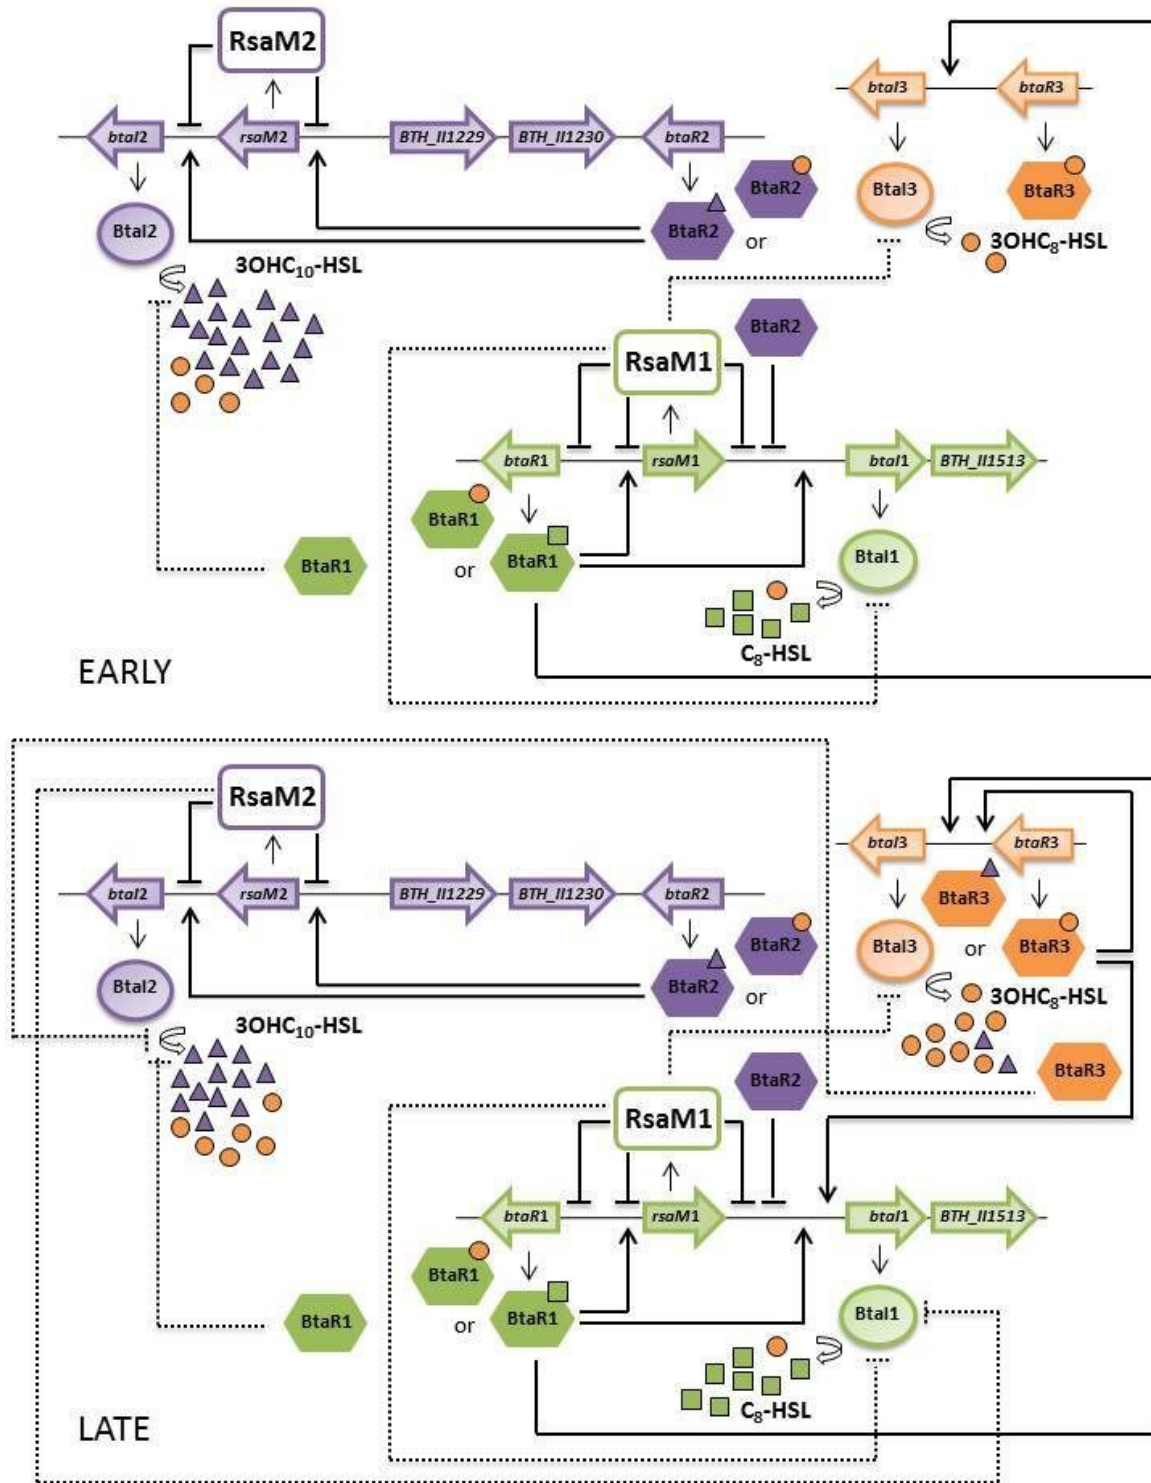 RsaM2
btaI2
rsaM2
BTH_II1229
BTH_II1230
btaR2
btaI3
btaR3
BtaI2
BtaR2
or
BtaR2
BtaI3
BtaR3
3OHC₁₀-HSL
3OHC₈-HSL
RsaM1
BtaR2
btaR1
rsaM1
btaI1
BTH_II1513
BtaR1
or
BtaR1
BtaI1
BtaR1
C₈-HSL
EARLY
RsaM2
btaI2
rsaM2
BTH_II1229
BTH_II1230
btaR2
btaI3
btaR3
BtaI2
BtaR2
or
BtaR2
BtaI3
BtaR3
or
BtaR3
3OHC₁₀-HSL
3OHC₈-HSL
BtaR3
RsaM1
BtaR2
btaR1
rsaM1
btaI1
BTH_II1513
BtaR1
or
BtaR1
BtaI1
BtaR1
C₈-HSL
LATE